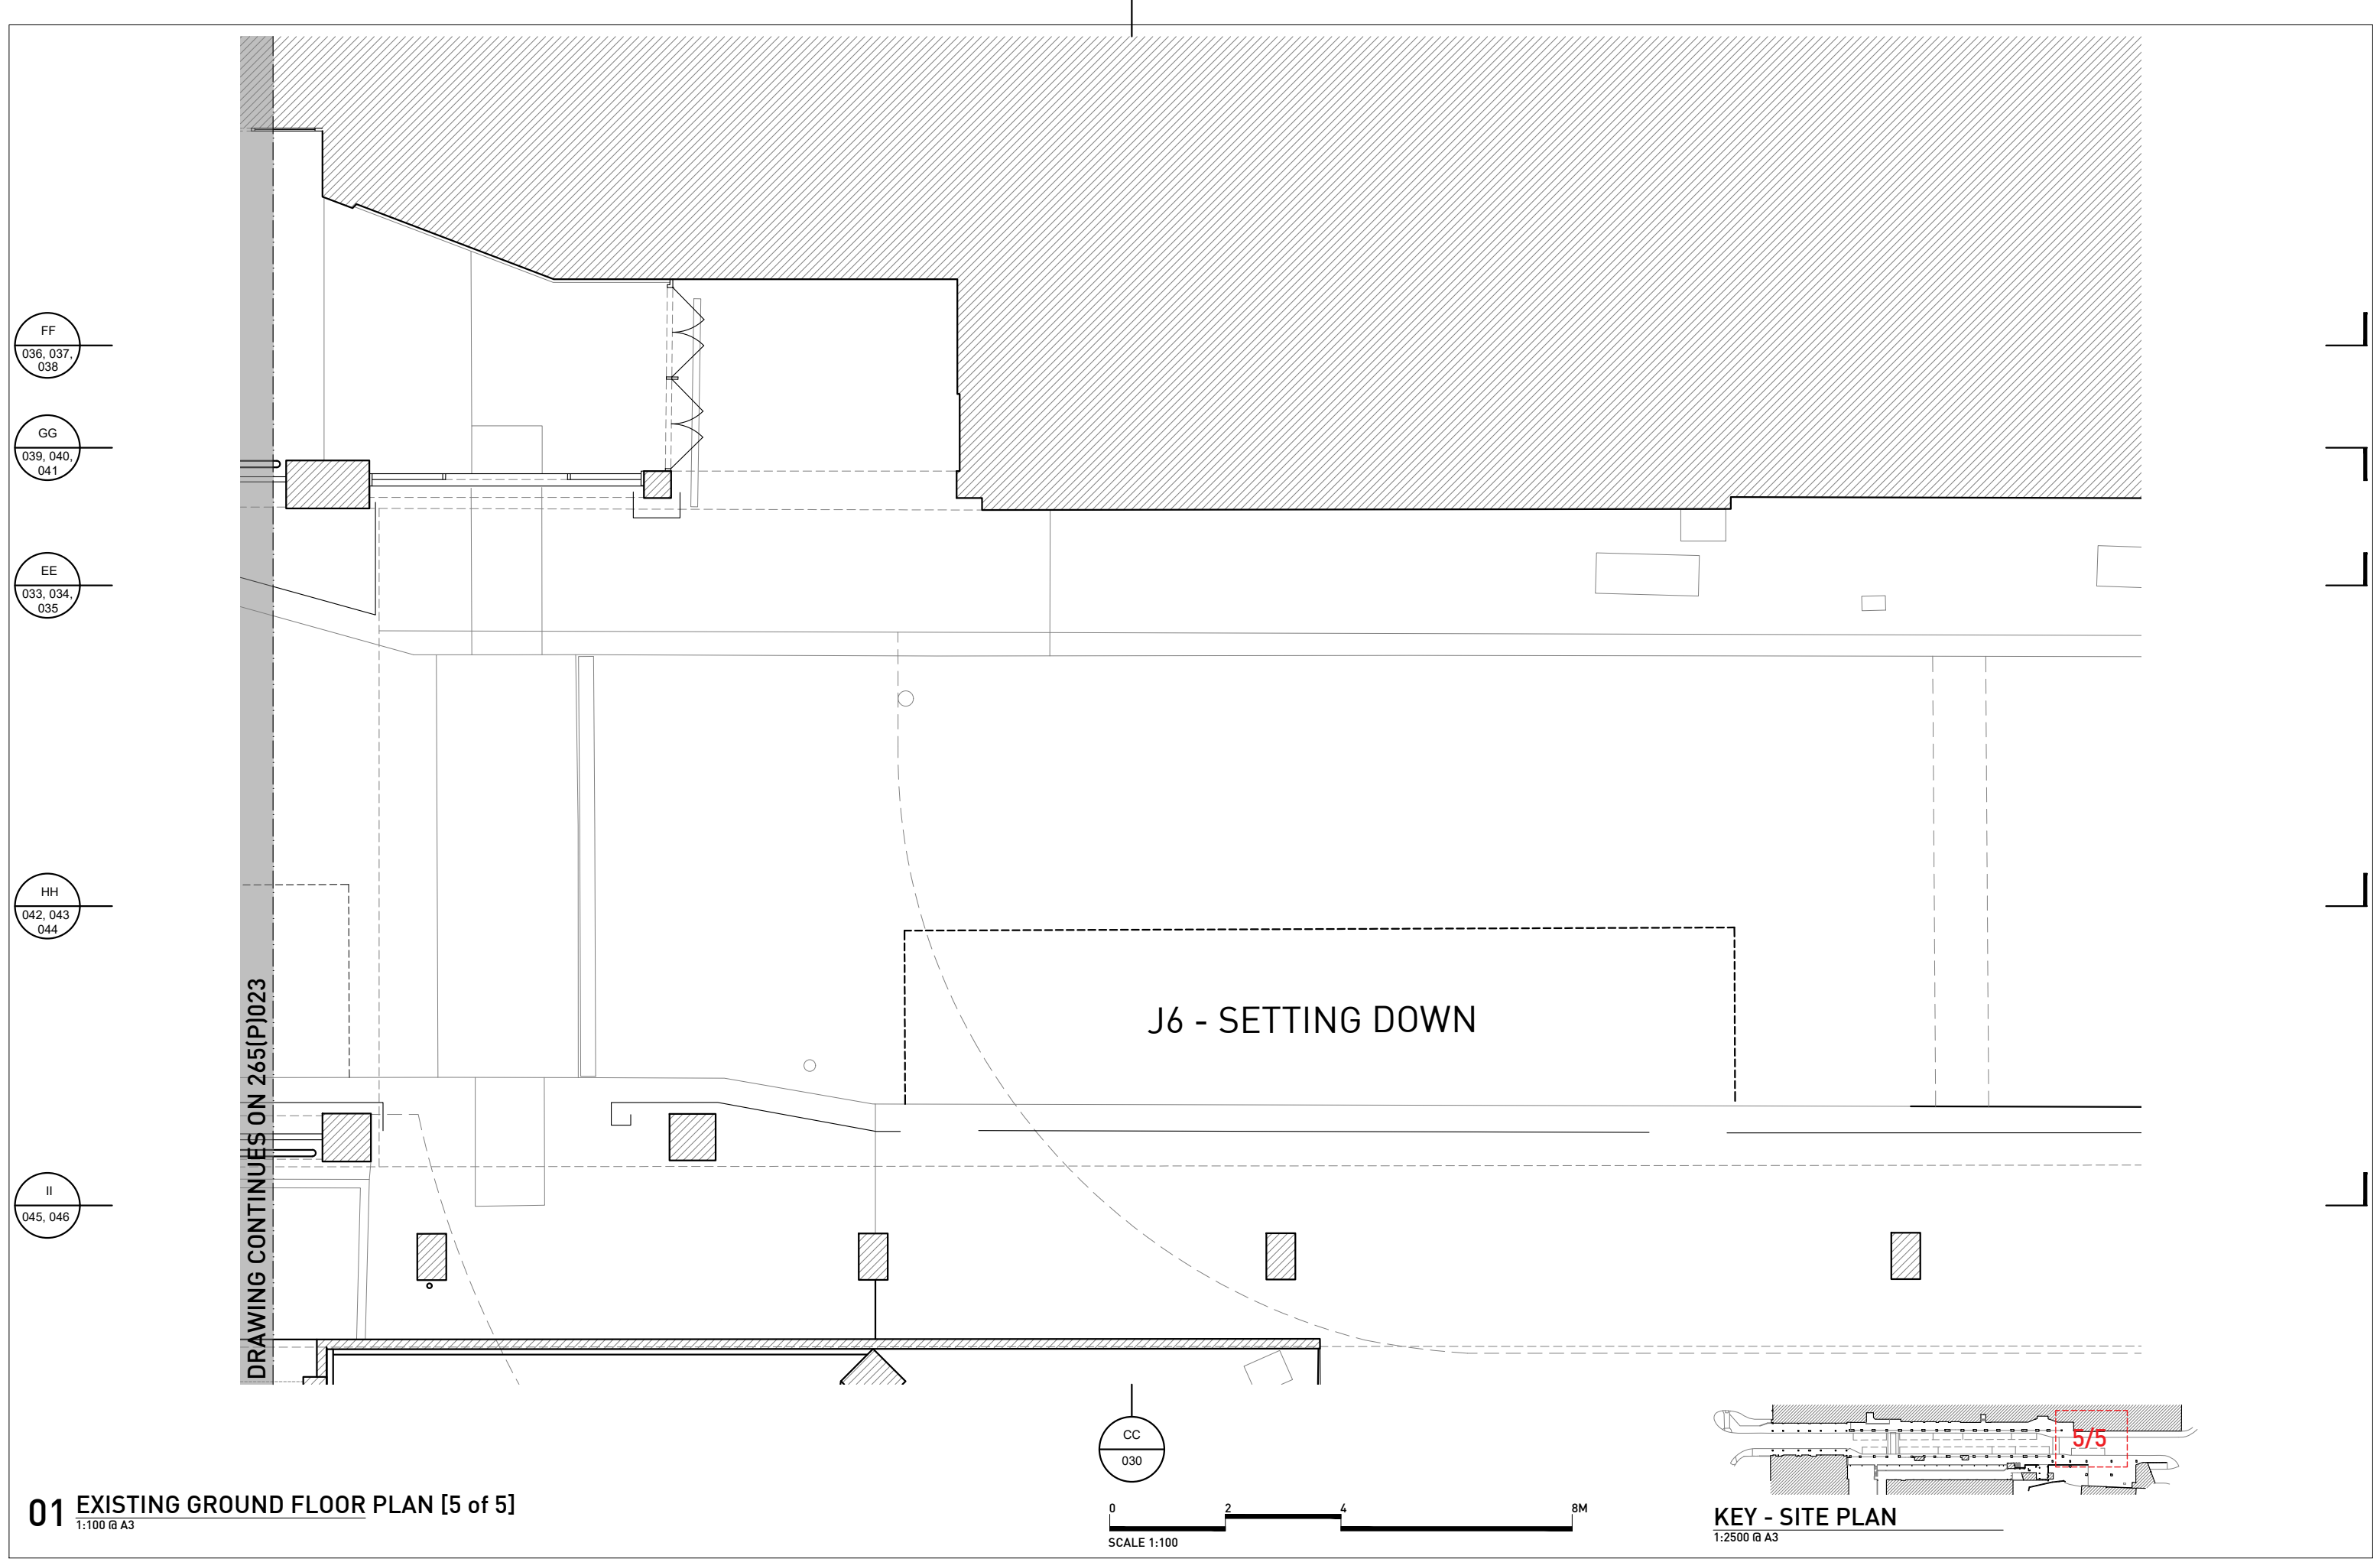 FF
036, 037,
038
GG
039, 040,
041
EE
033, 034,
035
HH
042, 043
044
II
045, 046
DRAWING CONTINUES ON 265(P)023
J6 - SETTING DOWN
CC
030
5/5
01 EXISTING GROUND FLOOR PLAN [5 of 5]
1:100 @ A3
0 2 4 8M
SCALE 1:100
KEY - SITE PLAN
1:2500 @ A3